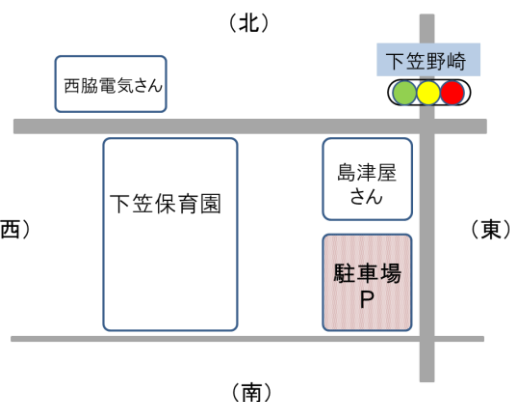 （北）
下笠野崎
西脇電気さん
島津屋
さん
下笠保育園
西）
（東）
駐車場
P
（南）